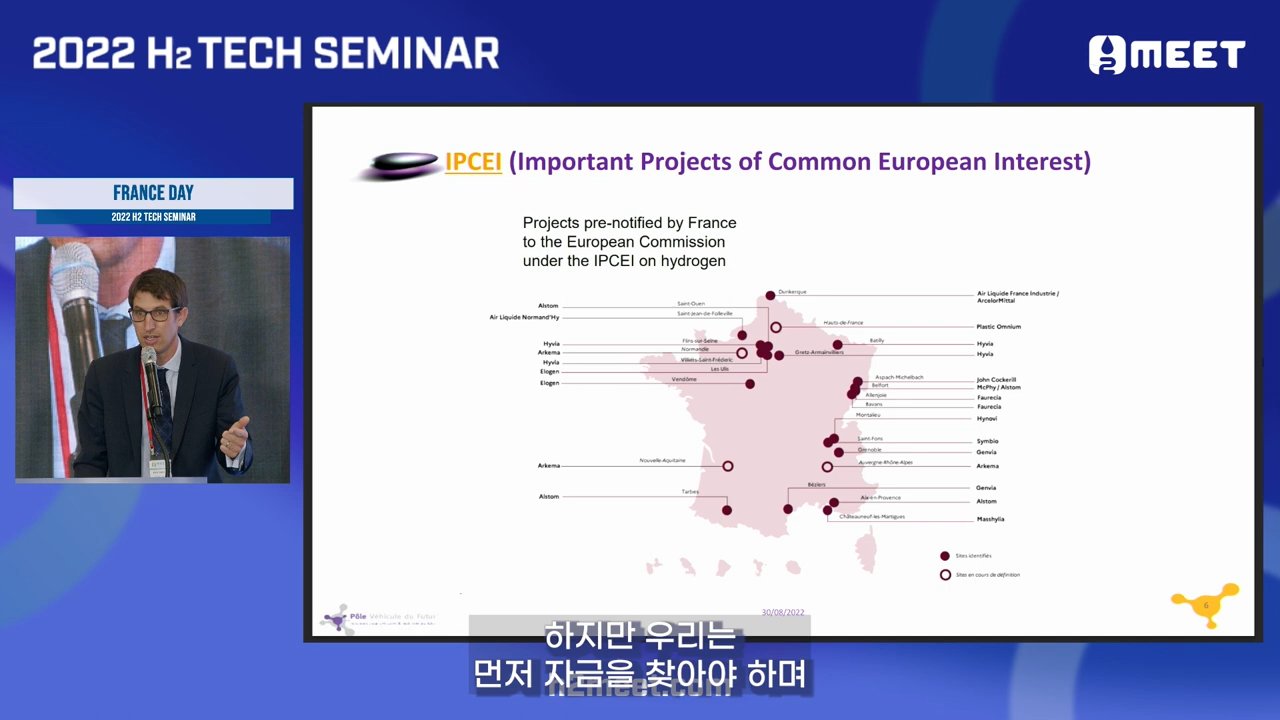 2022 H2 TECH SEMINAR
H2 MEET
FRANCE DAY
2022 H2 TECH SEMINAR
IPCEI (Important Projects of Common European Interest)
Projects pre-notified by France
to the European Commission
under the IPCEI on hydrogen
Dunkerque
Air Liquide France Industrie /
ArcelorMittal
Alstom
Saint-Ouen
Air Liquide Normand'Hy
Saint-Jean-de-Folleville
Hauts-de-France
Plastic Omnium
Hyvia
Flins-sur-Seine
Batilly
Hyvia
Arkema
Normandie
Gretz-Armainvilliers
Hyvia
Hyvia
Villiers-Saint-Frédéric
Elogen
Les Ulis
Elogen
Vendôme
Aspach-Michelbach
John Cockerill
Belfort
McPhy / Alstom
Allenjoie
Faurecia
Bavans
Faurecia
Montalieu
Hynovi
Saint-Fons
Symbio
Grenoble
Genvia
Arkema
Nouvelle-Aquitaine
Auvergne-Rhône-Alpes
Arkema
Béziers
Genvia
Alstom
Tarbes
Aix-en-Provence
Alstom
Châteauneuf-les-Martigues
Masshylia
Sites identifiés
Sites en cours de définition
Pôle Véhicule du Futur
30/08/2022
6
하지만 우리는
먼저 자금을 찾아야 하며
h2meet.com